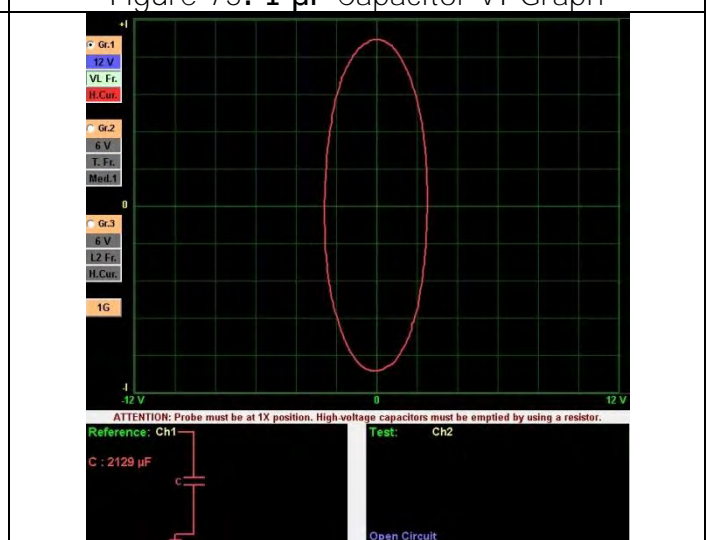 Figure 73. 1 µF Capacitor VI Graph
+I
Gr.1
12 V
VL Fr.
H.Cur.
Gr.2
6 V
T. Fr.
Med.1
0
Gr.3
6 V
L2 Fr.
H.Cur.
1G
-I
-12 V
0
12 V
ATTENTION: Probe must be at 1X position. High-voltage capacitors must be emptied by using a resistor.
Reference: Ch1
Test: Ch2
C : 2129 µF
C
Open Circuit